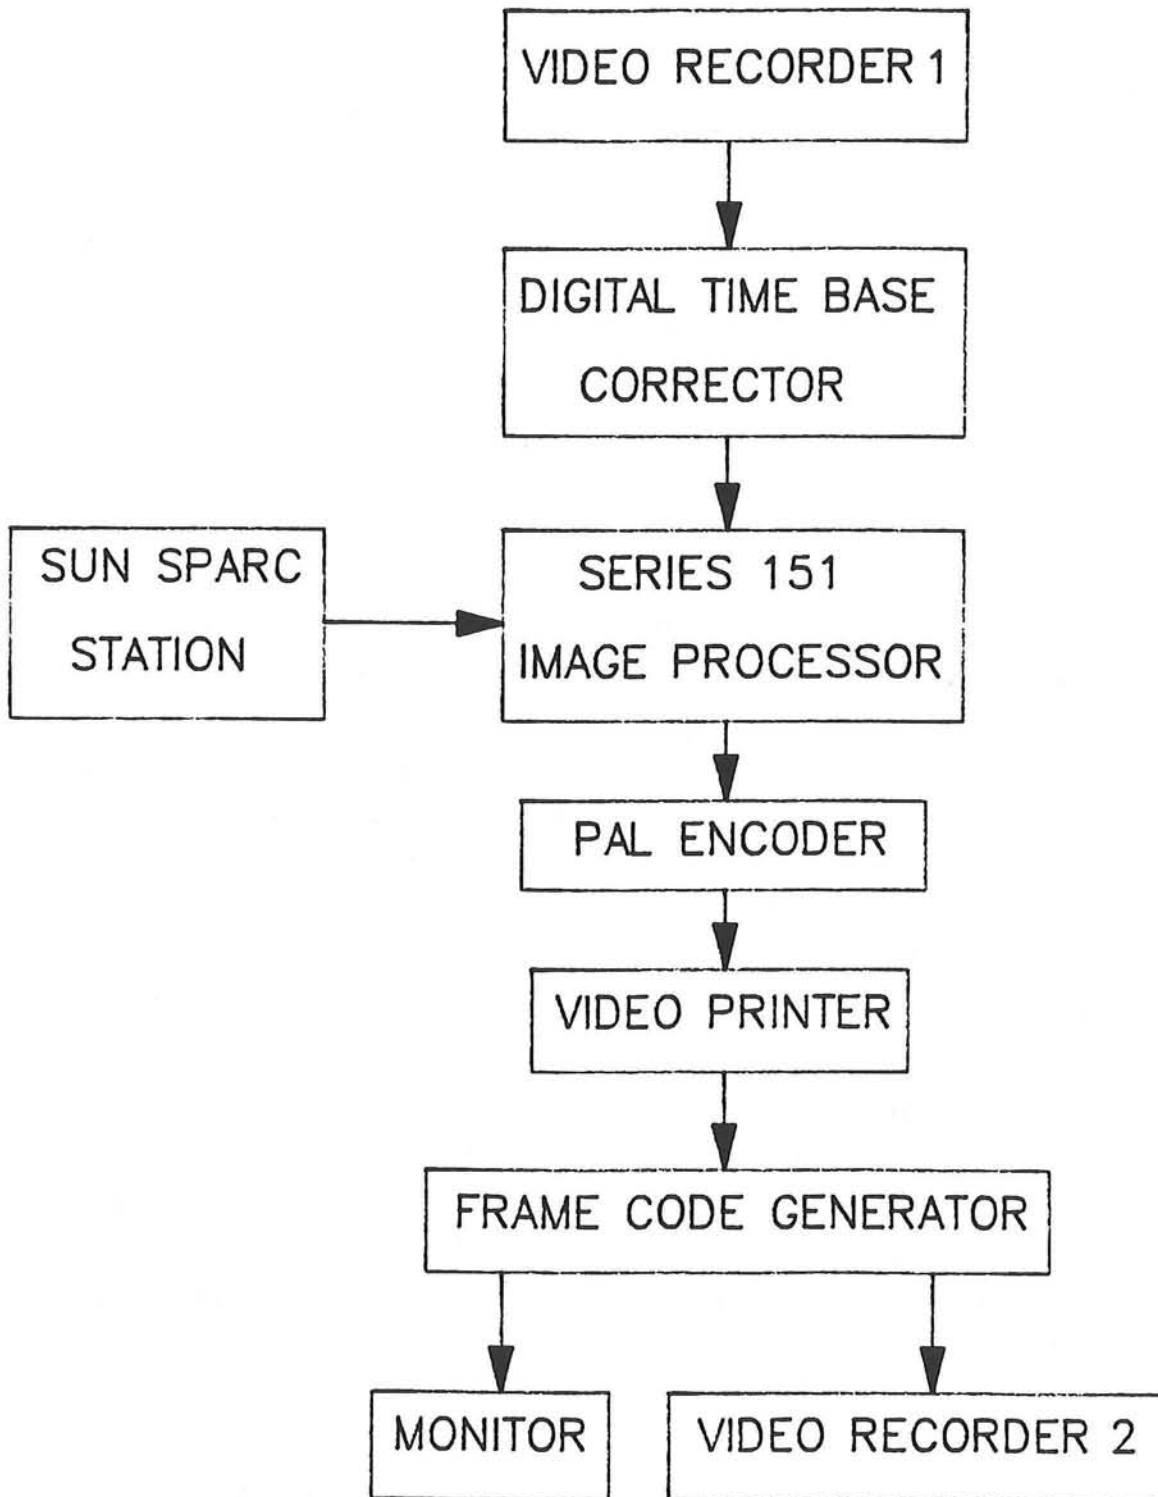 VIDEO RECORDER 1
DIGITAL TIME BASE
CORRECTOR
SUN SPARC
STATION
SERIES 151
IMAGE PROCESSOR
PAL ENCODER
VIDEO PRINTER
FRAME CODE GENERATOR
MONITOR
VIDEO RECORDER 2